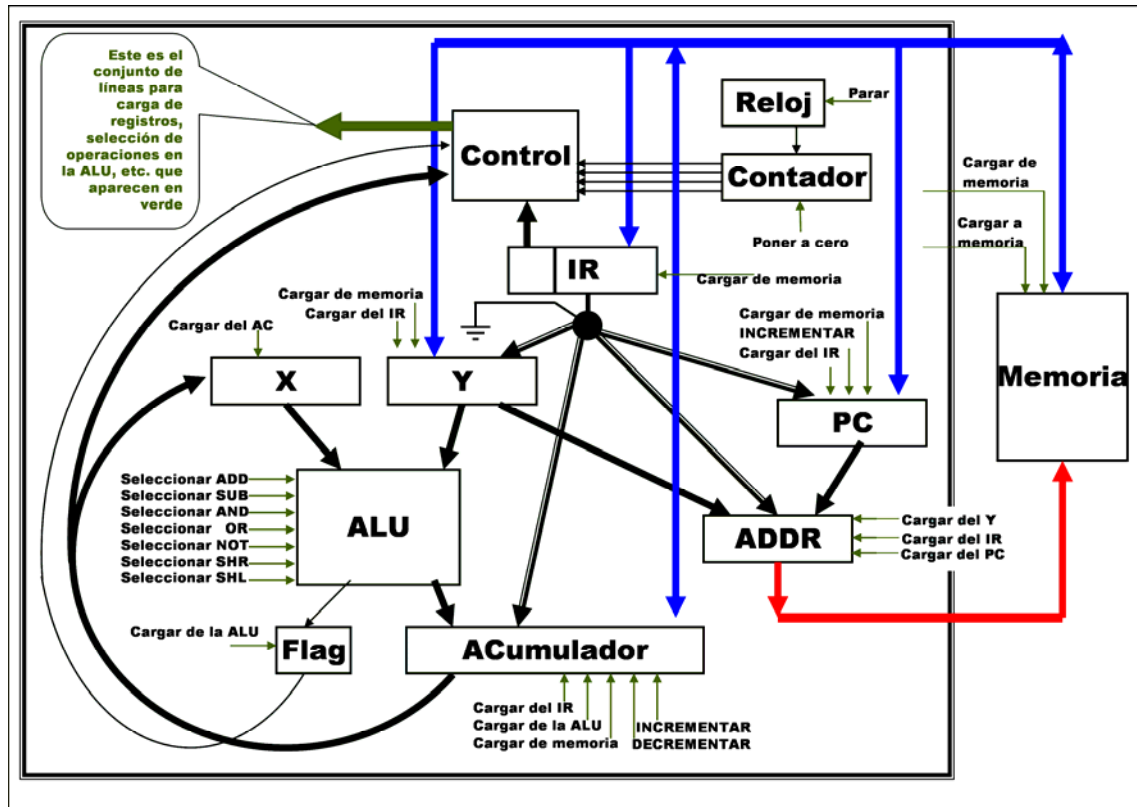 Este es el
conjunto de
líneas para
carga de
registros,
selección de
operaciones en
la ALU, etc. que
aparecen en
verde
Reloj
Parar
Control
Contador
Poner a cero
Cargar de
memoria
Cargar a
memoria
IR
Cargar de memoria
Cargar de memoria
Cargar del IR
Cargar del AC
X
Y
Cargar de memoria
INCREMENTAR
Cargar del IR
PC
Memoria
Seleccionar ADD
Seleccionar SUB
Seleccionar AND
Seleccionar OR
Seleccionar NOT
Seleccionar SHR
Seleccionar SHL
ALU
ADDR
Cargar del Y
Cargar del IR
Cargar del PC
Cargar de la ALU
Flag
ACumulador
Cargar del IR
Cargar de la ALU
Cargar de memoria
INCREMENTAR
DECREMENTAR